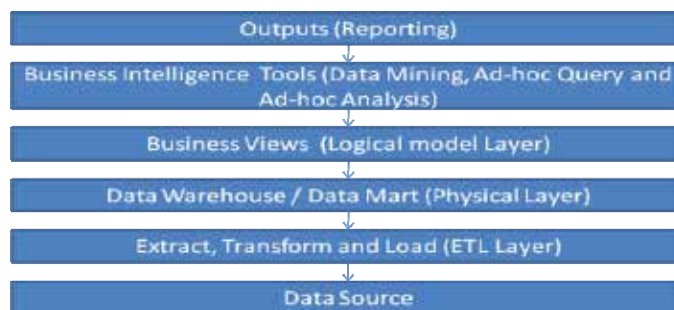 Outputs (Reporting)
Business Intelligence Tools (Data Mining, Ad-hoc Query and
Ad-hoc Analysis)
Business Views (Logical model Layer)
Data Warehouse / Data Mart (Physical Layer)
Extract, Transform and Load (ETL Layer)
Data Source